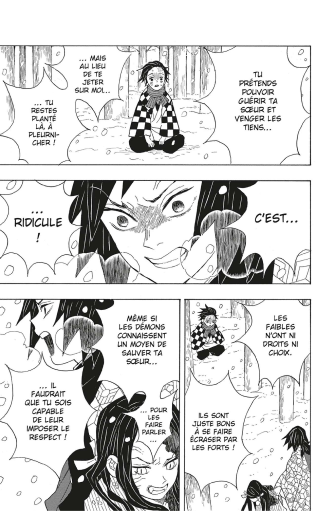 TU
PRÉTENDS
POUVOIR
GUÉRIR TA
SŒUR ET
VENGER LES
TIENS...
... MAIS
AU LIEU
DE TE
JETER
SUR MOI...
... TU
RESTES
PLANTÉ
LÀ, À
PLEURNI-
CHER !
C'EST...
...
RIDICULE
!
LES
FAIBLES
N'ONT NI
DROITS NI
CHOIX.
ILS SONT
JUSTE BONS
À SE FAIRE
ÉCRASER PAR
LES FORTS !
MÊME SI
LES DÉMONS
CONNAISSENT
UN MOYEN DE
SAUVER TA
SŒUR...
... POUR
LES
FAIRE
PARLER
...
... IL
FAUDRAIT
QUE TU SOIS
CAPABLE
DE LEUR
IMPOSER LE
RESPECT !